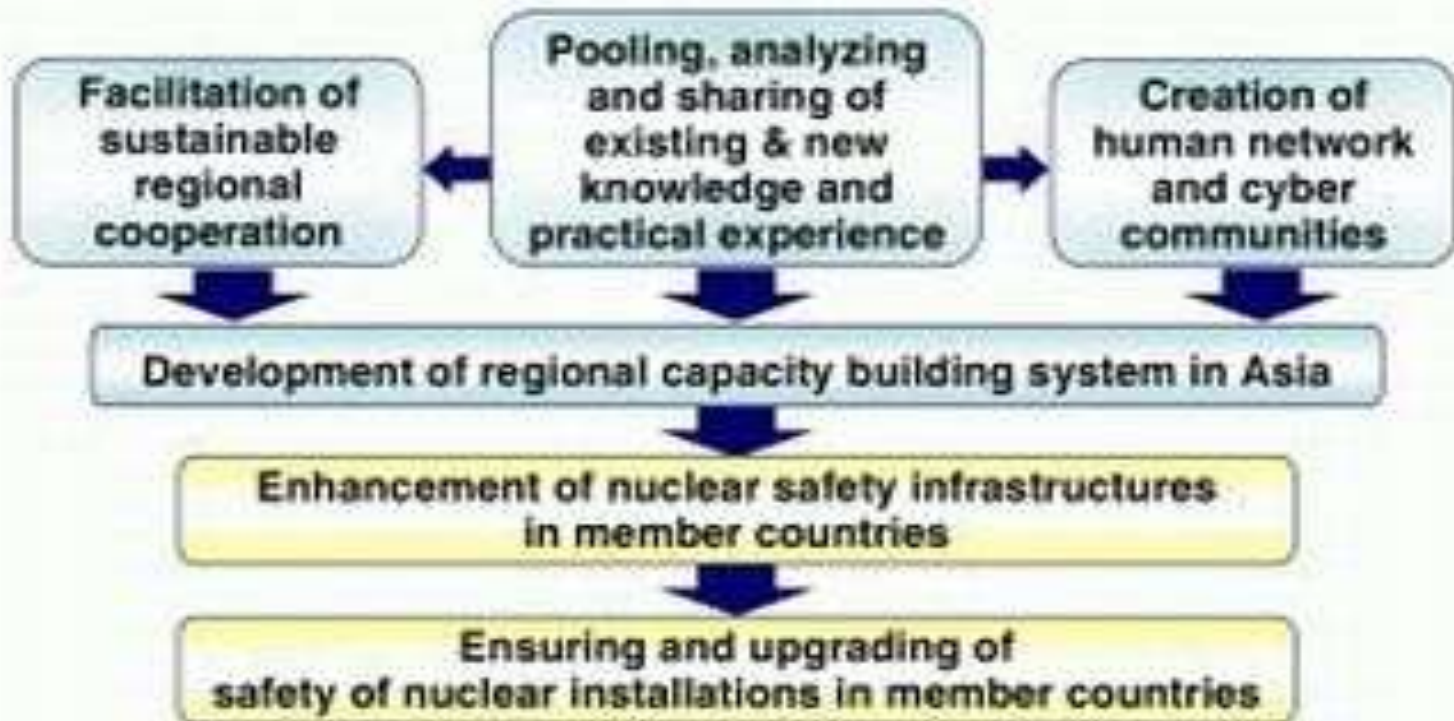 Facilitation of
sustainable
regional
cooperation
Pooling, analyzing
and sharing of
existing & new
knowledge and
practical experience
Creation of
human network
and cyber
communities
Development of regional capacity building system in Asia
Enhancement of nuclear safety infrastructures
in member countries
Ensuring and upgrading of
safety of nuclear installations in member countries